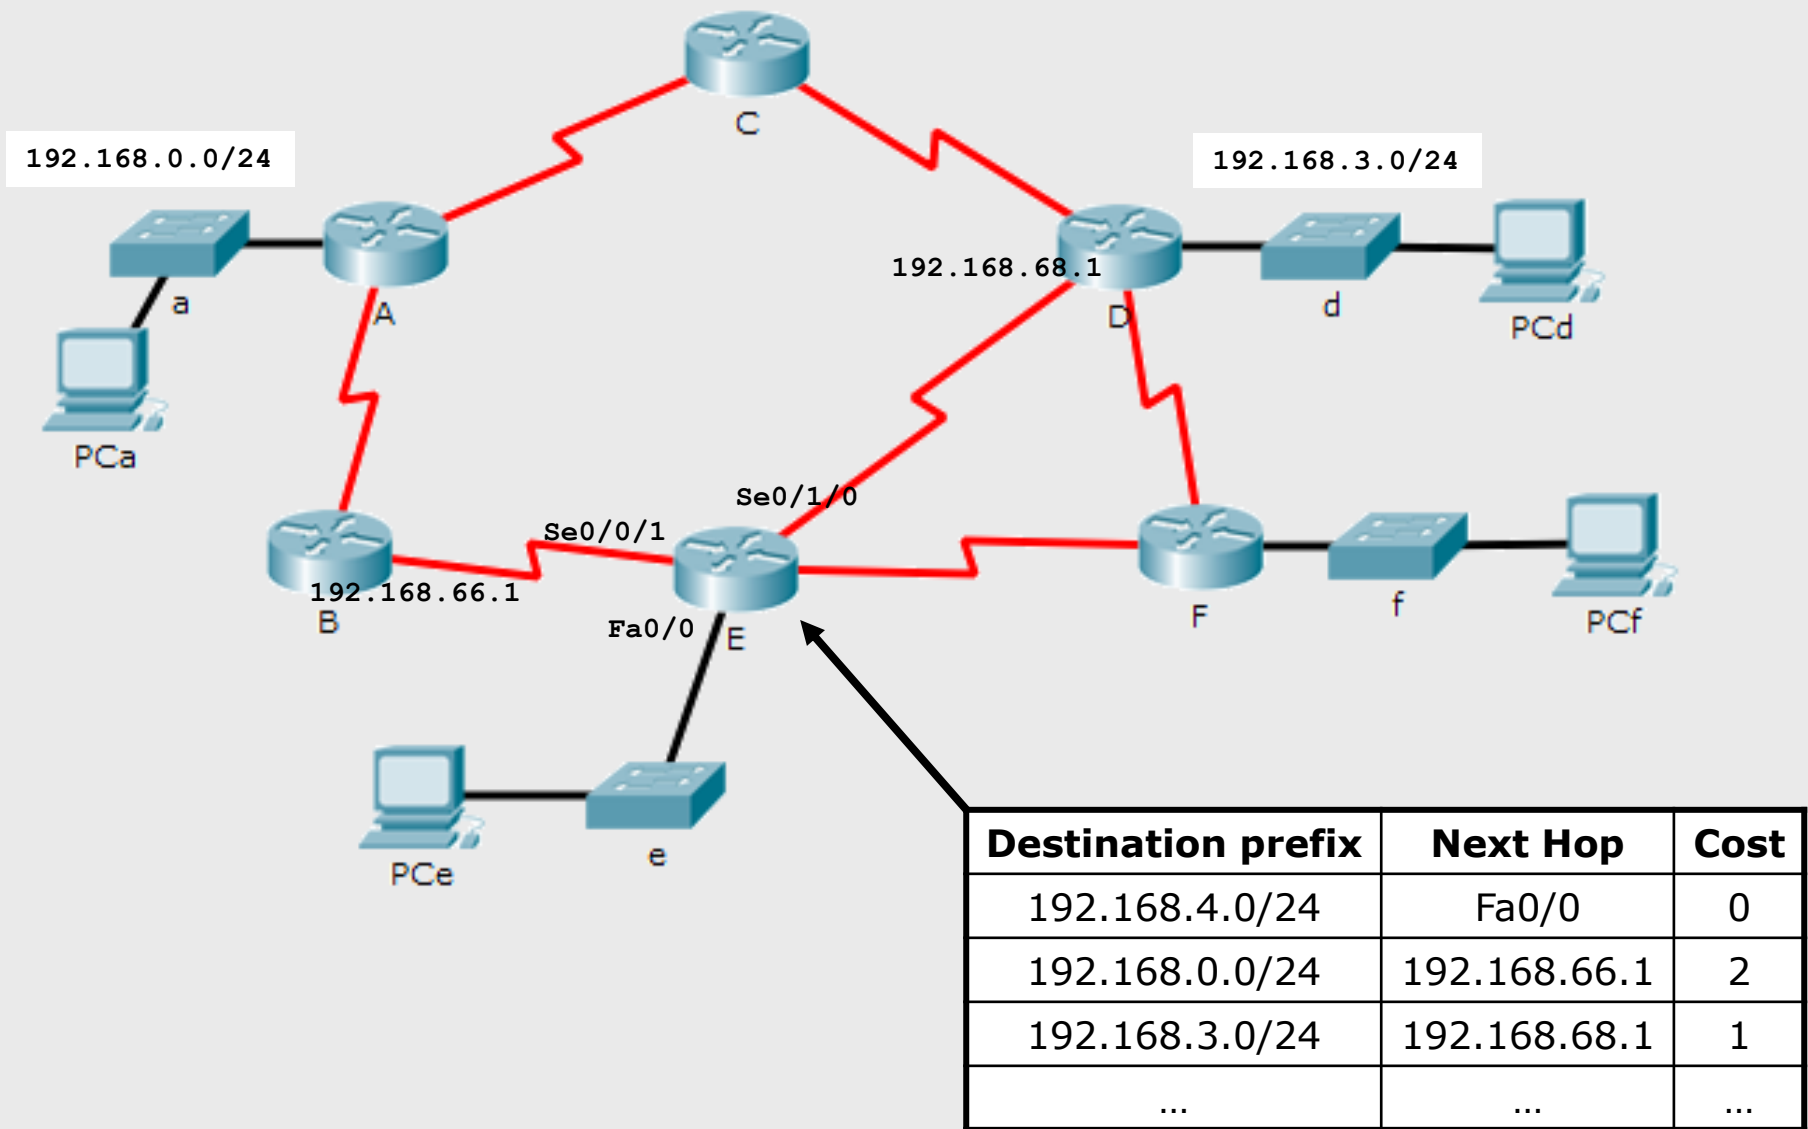 C
192.168.0.0/24
192.168.3.0/24
192.168.68.1
a
A
D
d
PCd
PCa
Se0/1/0
Se0/0/1
192.168.66.1
B
Fa0/0
E
F
f
PCf
PCe
e
Destination prefix Next Hop Cost
192.168.4.0/24 Fa0/0 0
192.168.0.0/24 192.168.66.1 2
192.168.3.0/24 192.168.68.1 1
… … …